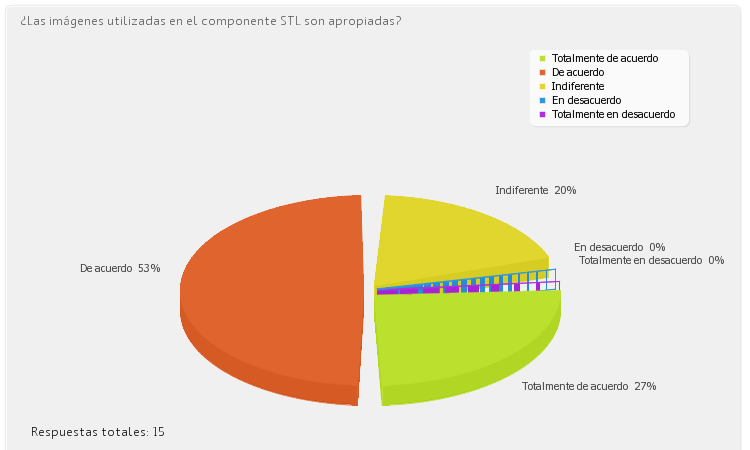 ¿Las imágenes utilizadas en el componente STL son apropiadas?
Totalmente de acuerdo
De acuerdo
Indiferente
En desacuerdo
Totalmente en desacuerdo
Indiferente 20%
En desacuerdo 0%
Totalmente en desacuerdo 0%
De acuerdo 53%
Totalmente de acuerdo 27%
Respuestas totales: 15